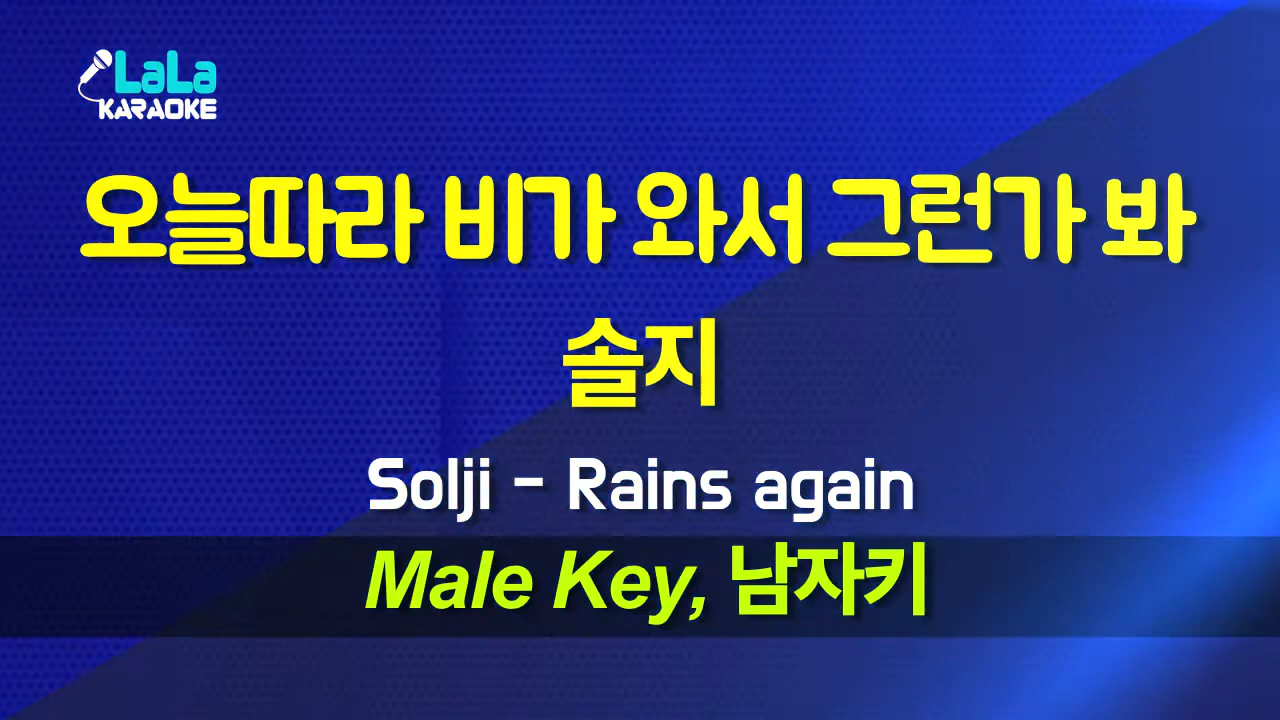 LaLa
KARAOKE
오늘따라 비가 와서 그런가 봐
솔지
Solji - Rains again
Male Key, 남자키